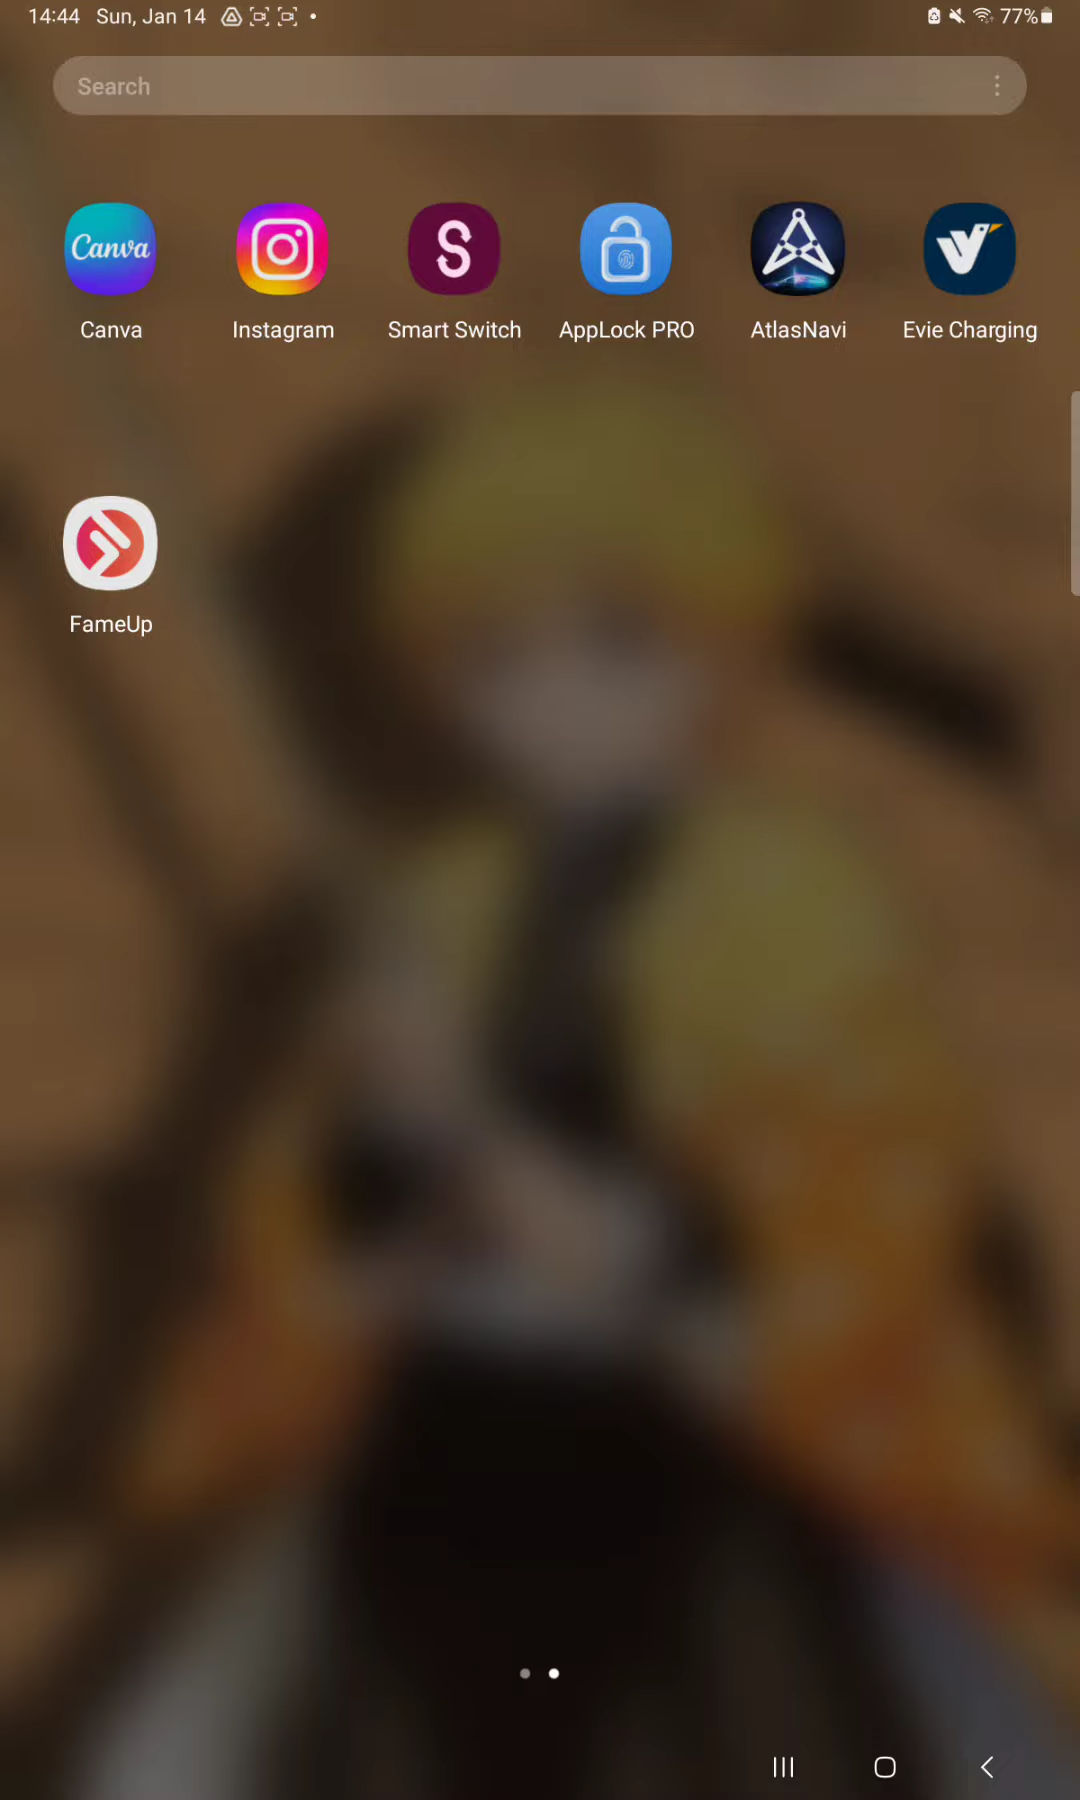 14:44 Sun, Jan 14 77%
Search
Canva
Canva Instagram Smart Switch AppLock PRO AtlasNavi Evie Charging
FameUp